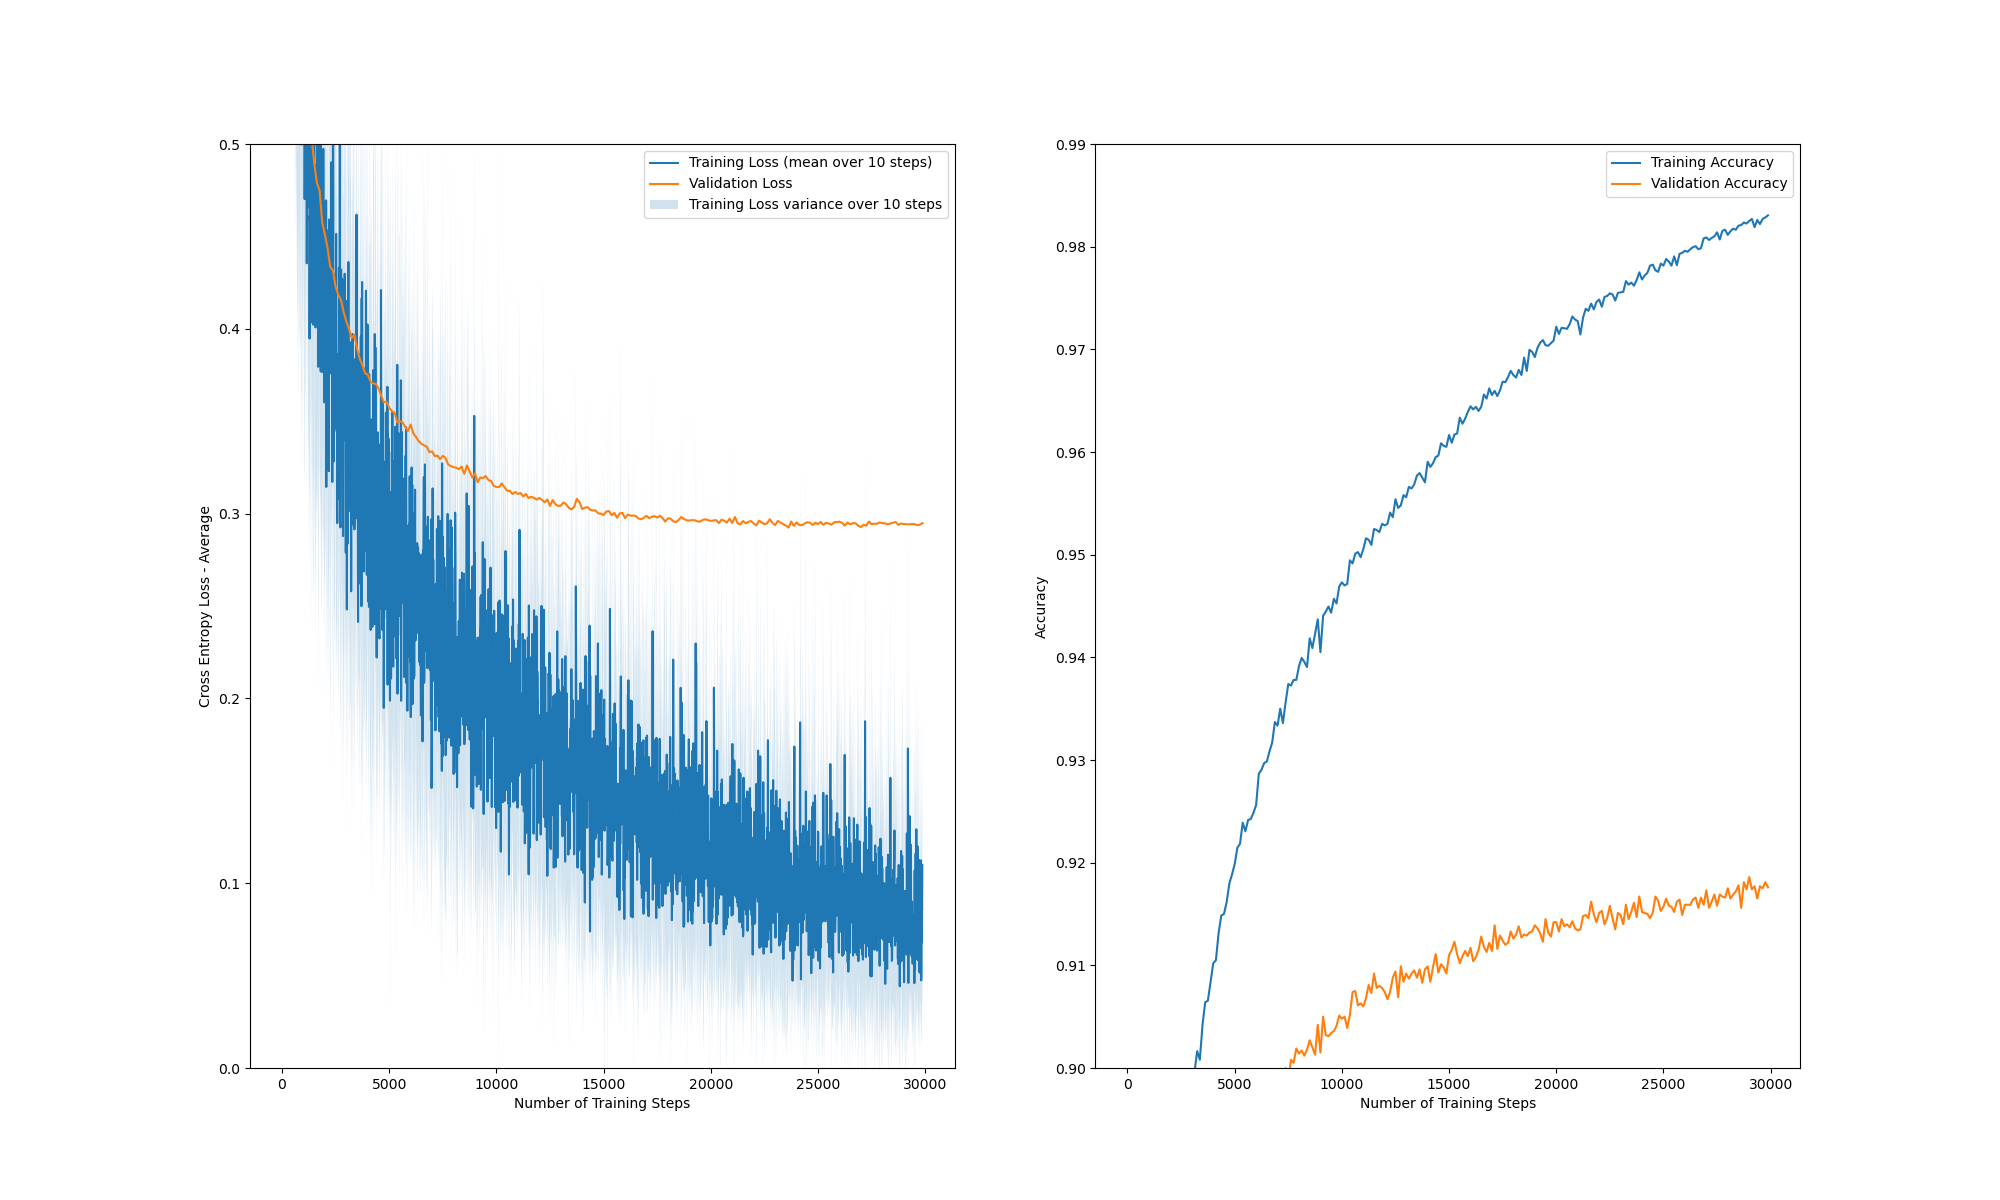 Training Loss (mean over 10 steps)
Validation Loss
Training Loss variance over 10 steps
Cross Entropy Loss - Average
0.5
0.4
0.3
0.2
0.1
0.0
0 5000 10000 15000 20000 25000 30000
Number of Training Steps
Training Accuracy
Validation Accuracy
Accuracy
0.99
0.98
0.97
0.96
0.95
0.94
0.93
0.92
0.91
0.90
0 5000 10000 15000 20000 25000 30000
Number of Training Steps